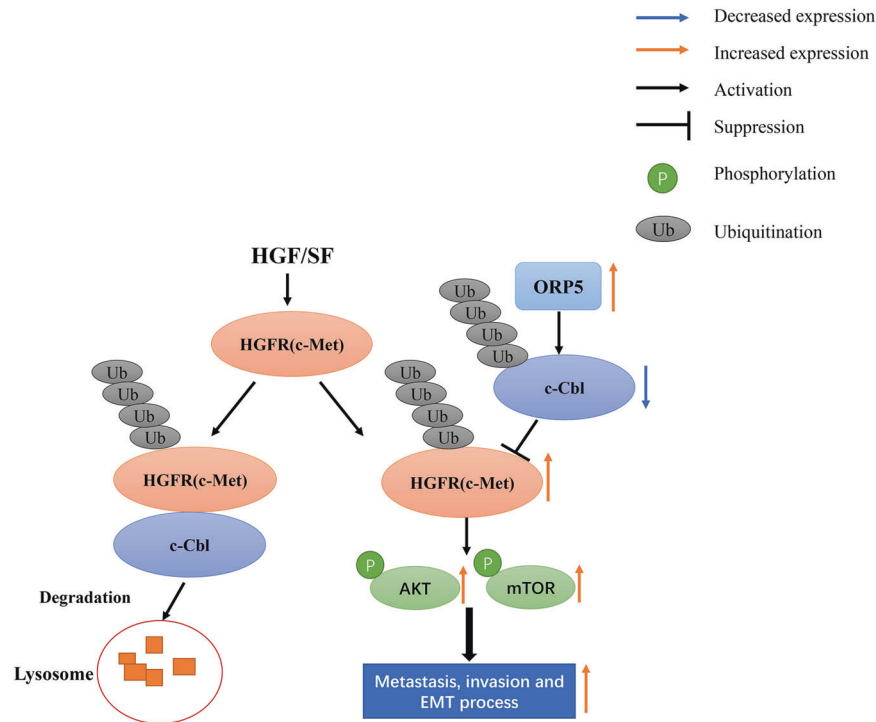 Decreased expression
Increased expression
Activation
Suppression
P
Phosphorylation
Ub
Ubiquitination
HGF/SF
HGFR(c-Met)
ORP5
Ub
Ub
Ub
Ub
c-Cbl
Ub
Ub
Ub
Ub
HGFR(c-Met)
c-Cbl
Ub
Ub
Ub
Ub
HGFR(c-Met)
Degradation
Lysosome
P
AKT
P
mTOR
Metastasis, invasion and
EMT process